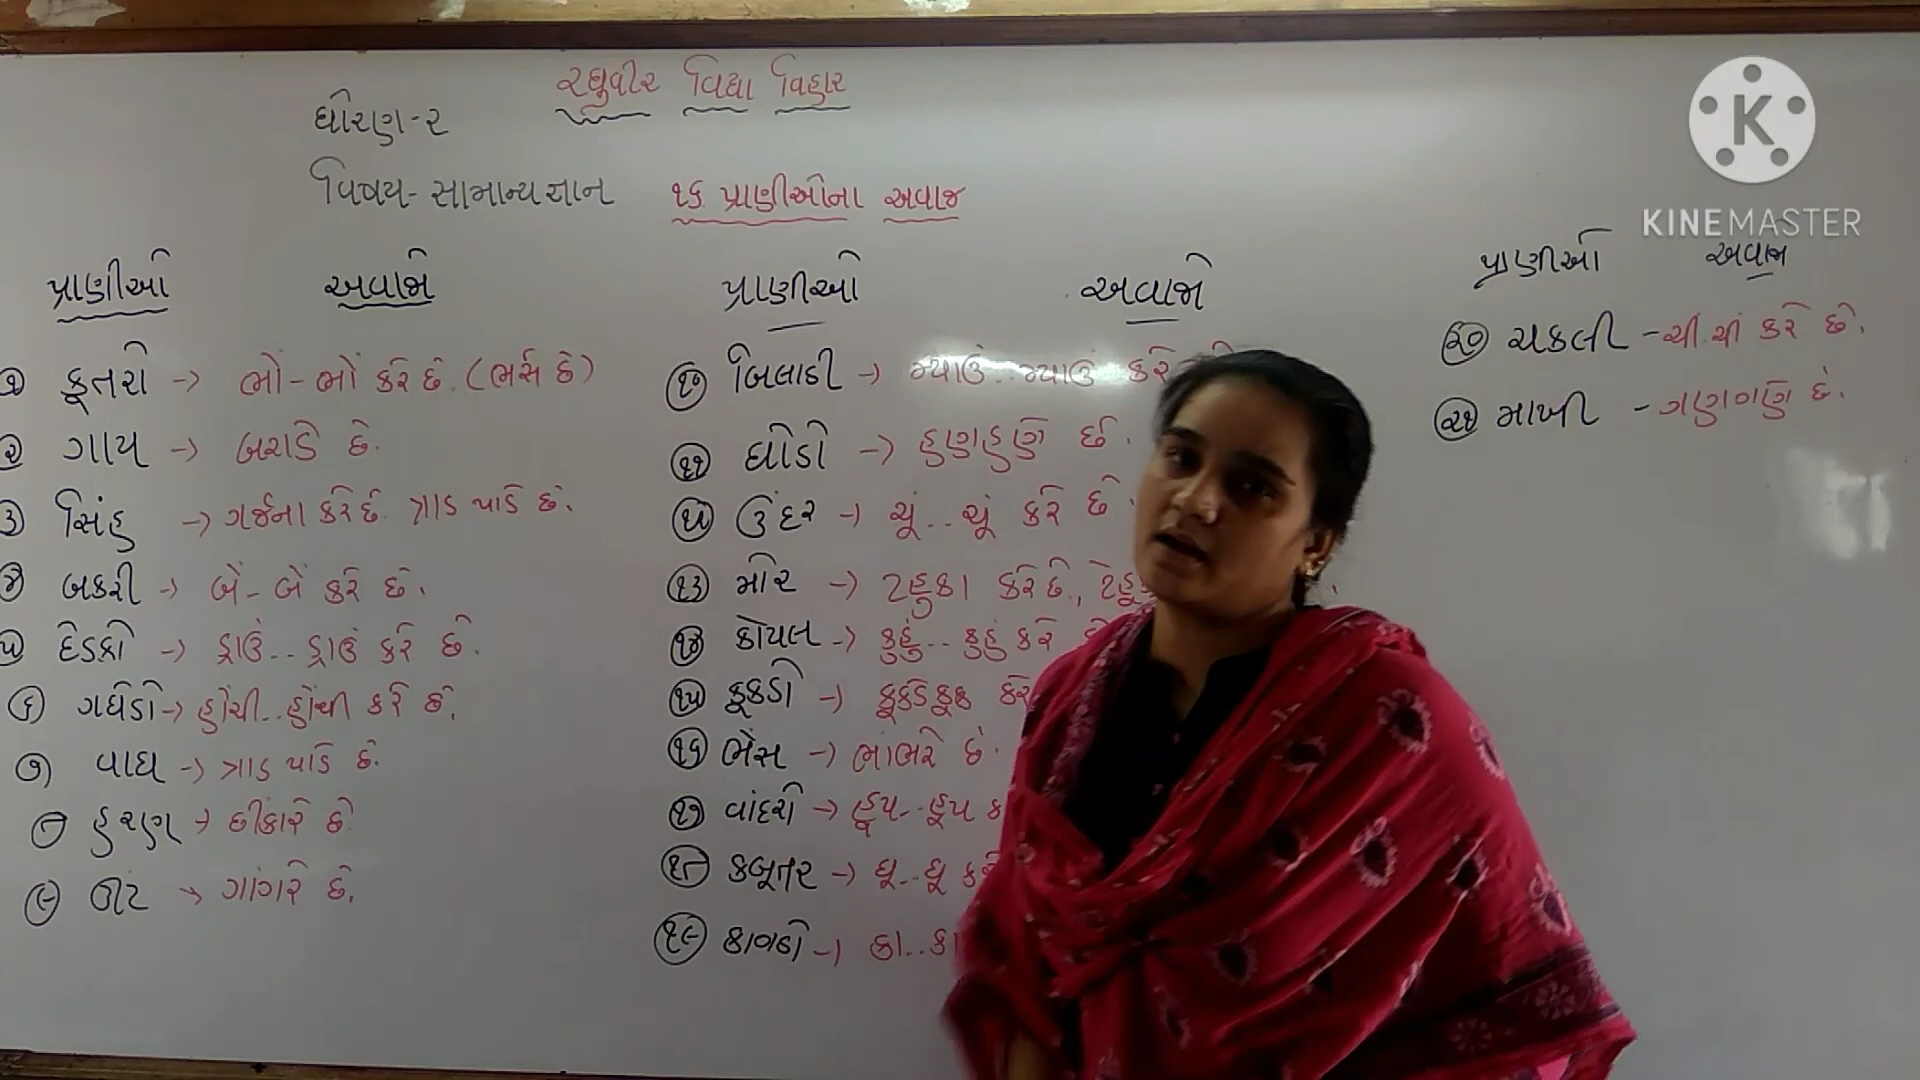 રઘુવીર વિદ્યા વિહાર
ધોરણ-૨
વિષય- સામાન્ય જ્ઞાન
૧૬ પ્રાણીઓના અવાજ
K
KINEMASTER
પ્રાણીઓ અવાજો
૧ કૂતરો -> ભોં-ભોં કરે છે. (ભસે છે)
૨ ગાય -> બરાડે છે.
૩ સિંહ -> ગર્જના કરે છે. ત્રાડ પાડે છે.
૪ બકરી -> બેં-બેં કરે છે.
૫ દેડકો -> ડ્રાઉં.. ડ્રાઉં કરે છે.
૬ ગધેડો -> હોંચી..હોંચી કરે છે.
૭ વાઘ -> ત્રાડ પાડે છે.
૮ હરણ -> છીંકારે છે
૯ ઊંટ -> ગાંગરે છે.
પ્રાણીઓ અવાજો
૧૦ બિલાડી -> મ્યાઉં..મ્યાઉં કરે
૧૧ ઘોડો -> હણહણે છે.
૧૨ ઉંદર -> ચૂં..ચૂં કરે છે.
૧૩ મોર -> ટહુકા કરે છે,
૧૪ કોયલ -> કુહું.. કુહું કરે
૧૫ કૂકડો -> કૂકડેકૂક કરે
૧૬ ભેંસ -> ભાંભરે છે.
૧૭ વાંદરો -> હૂપ..હૂપ ક
૧૮ કબૂતર -> ઘૂ..ઘૂ
૧૯ કાગડો -> કા..કા
પ્રાણીઓ અવાજ
૨૦ ચકલી - ચીં.ચીં કરે છે.
૨૧ માખી - ગણગણે છે.